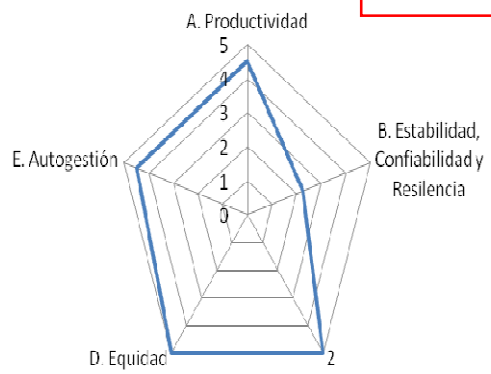 A. Productividad
5
4
3
2
1
0
B. Estabilidad,
Confiabilidad y
Resilencia
E. Autogestión
D. Equidad
2